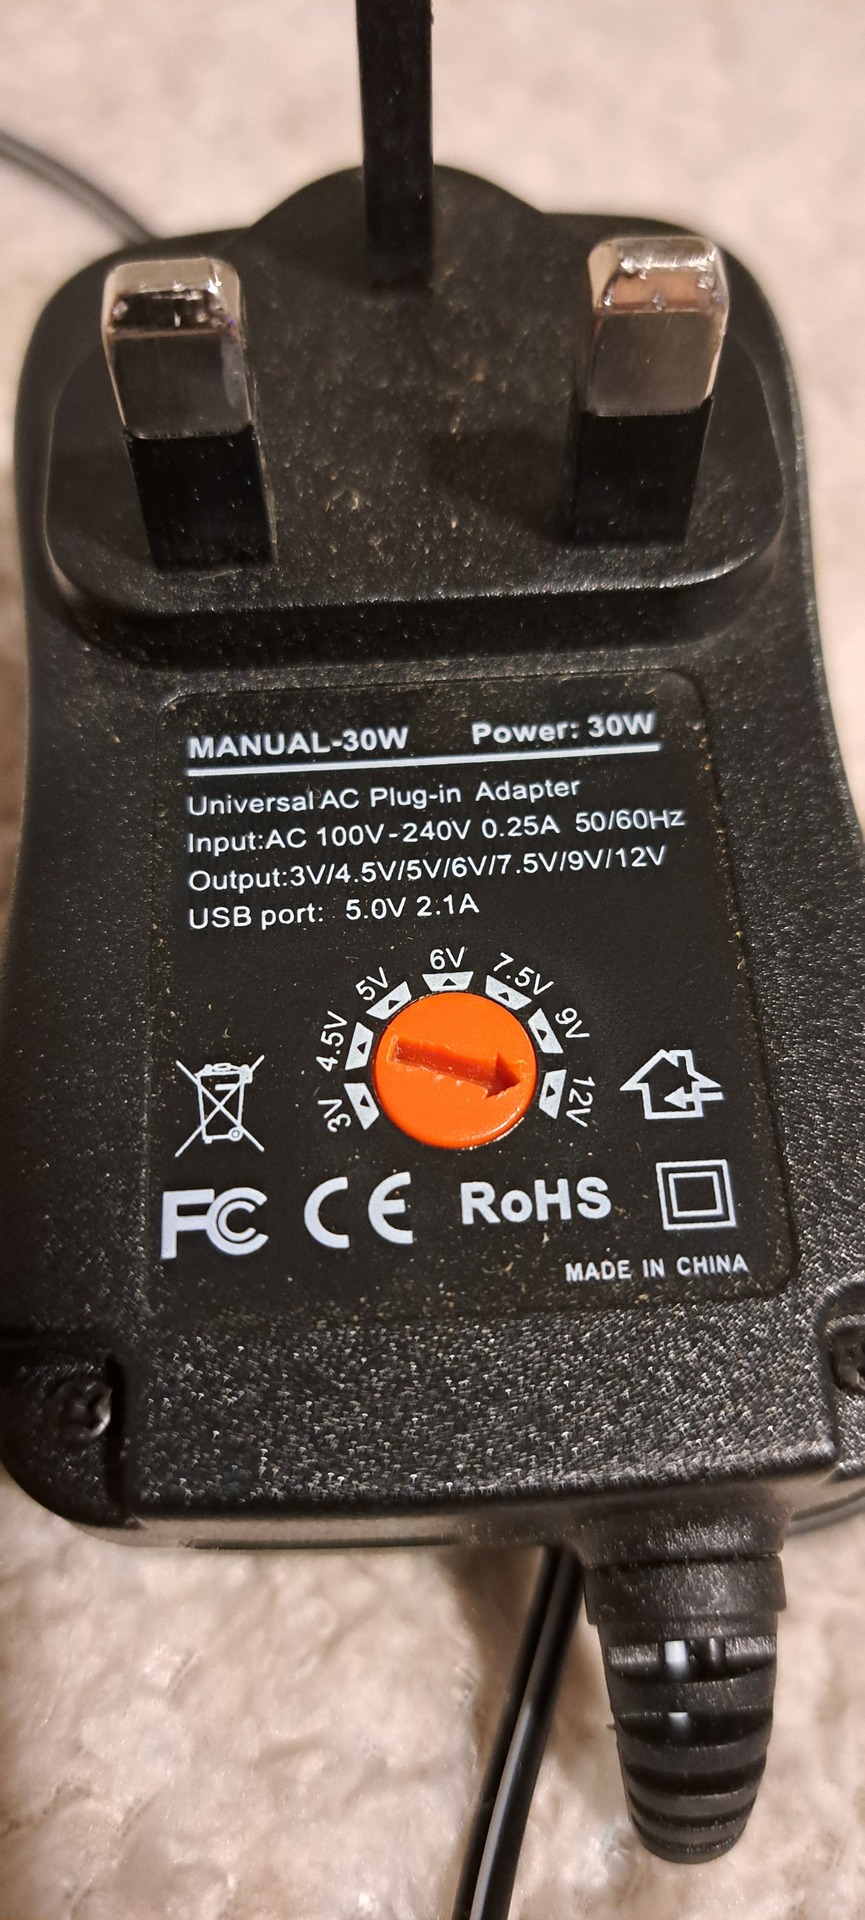 MANUAL-30W Power: 30W
Universal AC Plug-in Adapter
Input:AC 100V-240V 0.25A 50/60Hz
Output:3V/4.5V/5V/6V/7.5V/9V/12V
USB port: 5.0V 2.1A
3V 4.5V 5V 6V 7.5V 9V 12V
FC CE RoHS
MADE IN CHINA